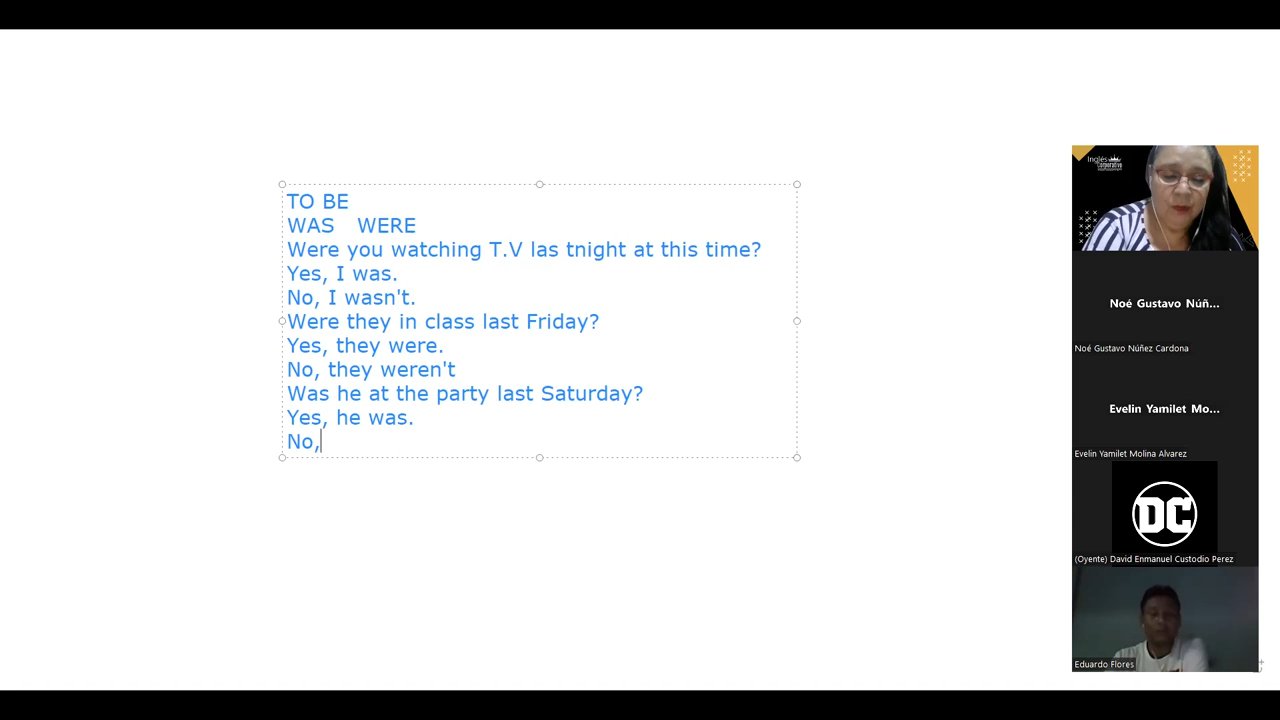 TO BE
WAS WERE
Were you watching T.V las tnight at this time?
Yes, I was.
No, I wasn't.
Were they in class last Friday?
Yes, they were.
No, they weren't
Was he at the party last Saturday?
Yes, he was.
No,
Inglés
Corporativo
Noé Gustavo Núñ...
Noé Gustavo Núñez Cardona
Evelin Yamilet Mo...
Evelin Yamilet Molina Alvarez
DC
(Oyente) David Enmanuel Custodio Perez
Eduardo Flores